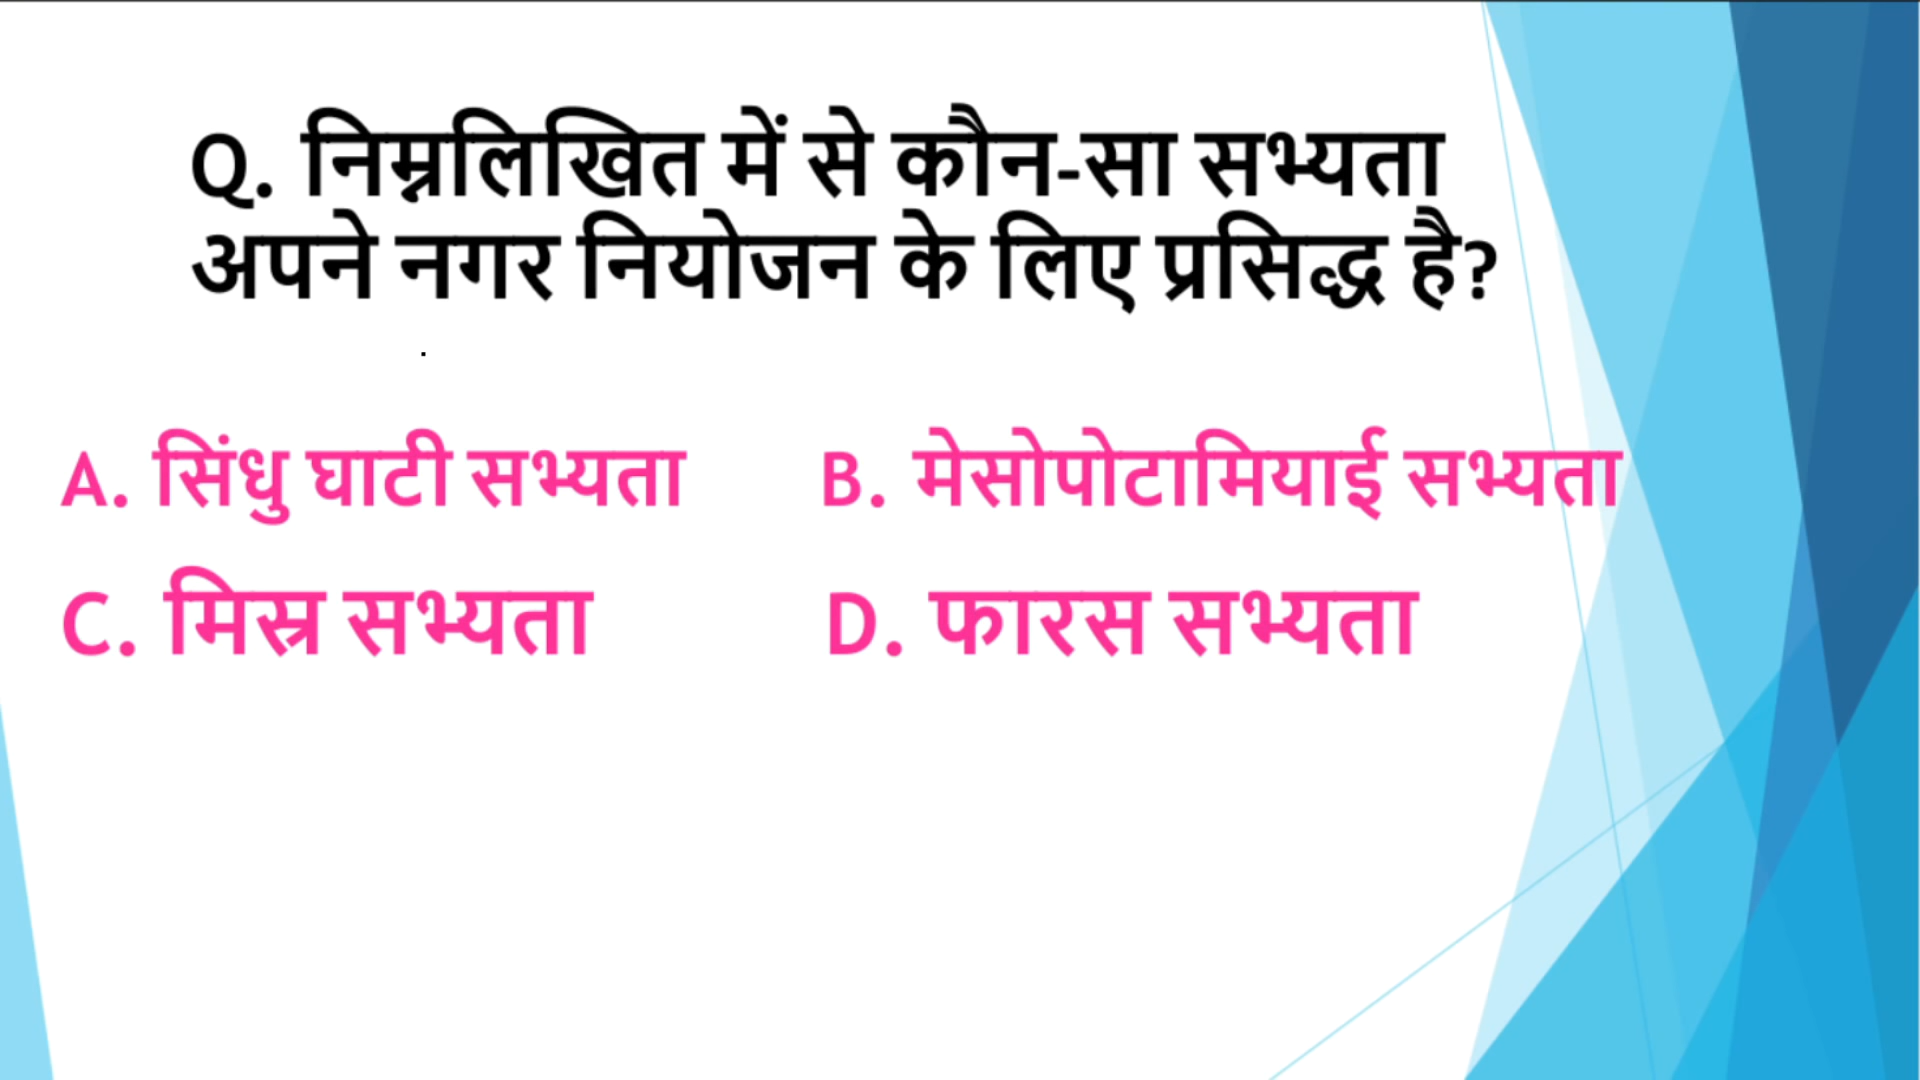 Q. निम्नलिखित में से कौन-सा सभ्यता
अपने नगर नियोजन के लिए प्रसिद्ध है?
.
A. सिंधु घाटी सभ्यता B. मेसोपोटामियाई सभ्यता
C. मिस्र सभ्यता D. फारस सभ्यता